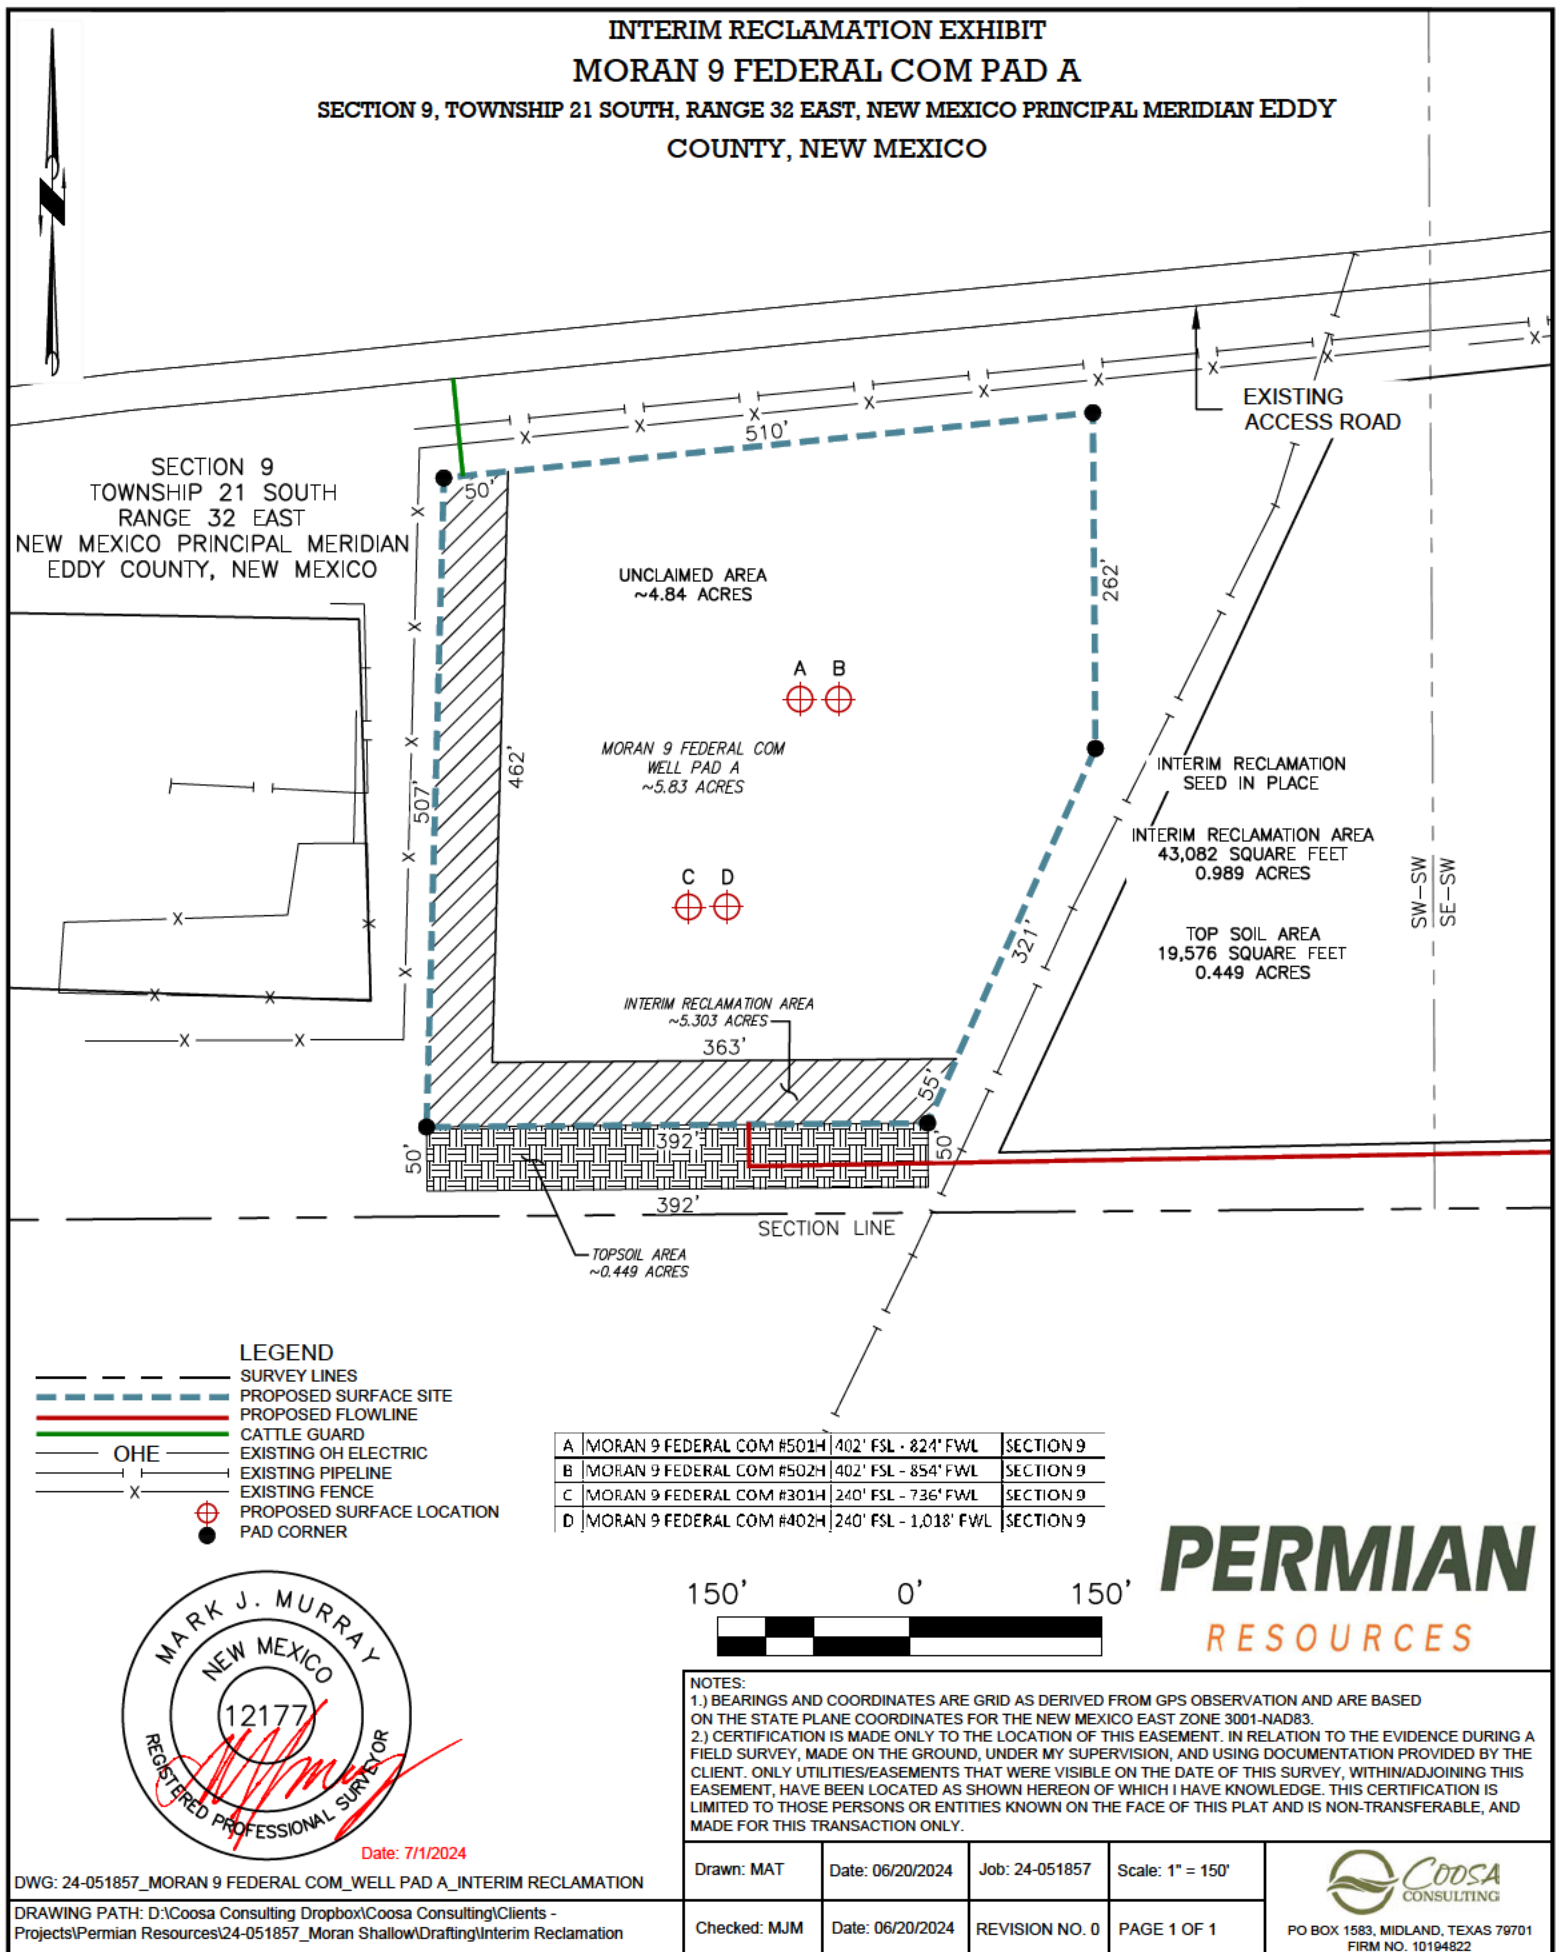 INTERIM RECLAMATION EXHIBIT
MORAN 9 FEDERAL COM PAD A
SECTION 9, TOWNSHIP 21 SOUTH, RANGE 32 EAST, NEW MEXICO PRINCIPAL MERIDIAN EDDY
COUNTY, NEW MEXICO
EXISTING
ACCESS ROAD
510'
SECTION 9
TOWNSHIP 21 SOUTH
RANGE 32 EAST
NEW MEXICO PRINCIPAL MERIDIAN
EDDY COUNTY, NEW MEXICO
50'
UNCLAIMED AREA
~4.84 ACRES
262'
A B
MORAN 9 FEDERAL COM
WELL PAD A
~5.83 ACRES
462'
507'
INTERIM RECLAMATION
SEED IN PLACE
INTERIM RECLAMATION AREA
43,082 SQUARE FEET
0.989 ACRES
TOP SOIL AREA
19,576 SQUARE FEET
0.449 ACRES
SW-SW
SE-SW
C D
321'
INTERIM RECLAMATION AREA
~5.303 ACRES
363'
55'
50'
392'
50'
392'
SECTION LINE
TOPSOIL AREA
~0.449 ACRES
LEGEND
SURVEY LINES
PROPOSED SURFACE SITE
PROPOSED FLOWLINE
CATTLE GUARD
OHE EXISTING OH ELECTRIC
EXISTING PIPELINE
X EXISTING FENCE
PROPOSED SURFACE LOCATION
PAD CORNER
A MORAN 9 FEDERAL COM #501H 402' FSL - 824' FWL SECTION 9
B MORAN 9 FEDERAL COM #502H 402' FSL - 854' FWL SECTION 9
C MORAN 9 FEDERAL COM #301H 240' FSL - 736' FWL SECTION 9
D MORAN 9 FEDERAL COM #402H 240' FSL - 1,018' FWL SECTION 9
150' 0' 150'
PERMIAN
RESOURCES
MARK J. MURRAY
NEW MEXICO
12177
REGISTERED PROFESSIONAL SURVEYOR
Date: 7/1/2024
NOTES:
1.) BEARINGS AND COORDINATES ARE GRID AS DERIVED FROM GPS OBSERVATION AND ARE BASED
ON THE STATE PLANE COORDINATES FOR THE NEW MEXICO EAST ZONE 3001-NAD83.
2.) CERTIFICATION IS MADE ONLY TO THE LOCATION OF THIS EASEMENT. IN RELATION TO THE EVIDENCE DURING A
FIELD SURVEY, MADE ON THE GROUND, UNDER MY SUPERVISION, AND USING DOCUMENTATION PROVIDED BY THE
CLIENT. ONLY UTILITIES/EASEMENTS THAT WERE VISIBLE ON THE DATE OF THIS SURVEY, WITHIN/ADJOINING THIS
EASEMENT, HAVE BEEN LOCATED AS SHOWN HEREON OF WHICH I HAVE KNOWLEDGE. THIS CERTIFICATION IS
LIMITED TO THOSE PERSONS OR ENTITIES KNOWN ON THE FACE OF THIS PLAT AND IS NON-TRANSFERABLE, AND
MADE FOR THIS TRANSACTION ONLY.
DWG: 24-051857_MORAN 9 FEDERAL COM_WELL PAD A_INTERIM RECLAMATION
DRAWING PATH: D:\Coosa Consulting Dropbox\Coosa Consulting\Clients -
Projects\Permian Resources\24-051857_Moran Shallow\Drafting\Interim Reclamation
Drawn: MAT Date: 06/20/2024 Job: 24-051857 Scale: 1" = 150'
Checked: MJM Date: 06/20/2024 REVISION NO. 0 PAGE 1 OF 1
COOSA
CONSULTING
PO BOX 1583, MIDLAND, TEXAS 79701
FIRM NO. 10194822